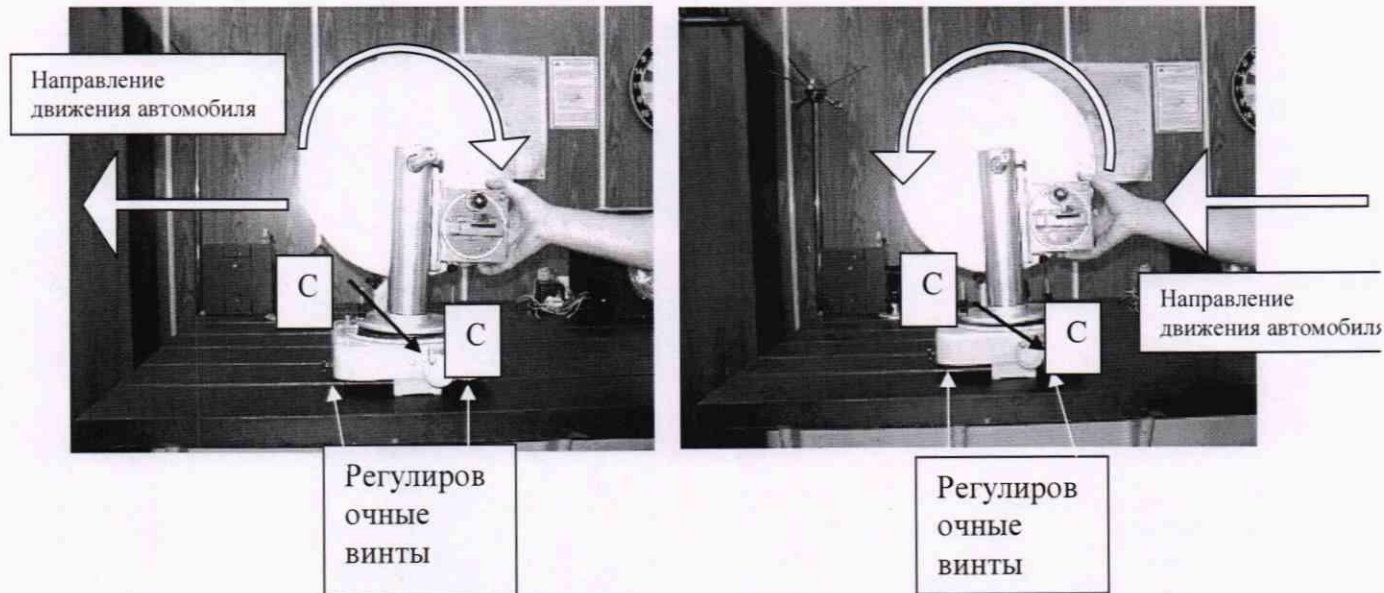 Направление
движения автомобиля
С
С
Регулиров
очные
винты
С
С
Направление
движения автомобиля
Регулиров
очные
винты